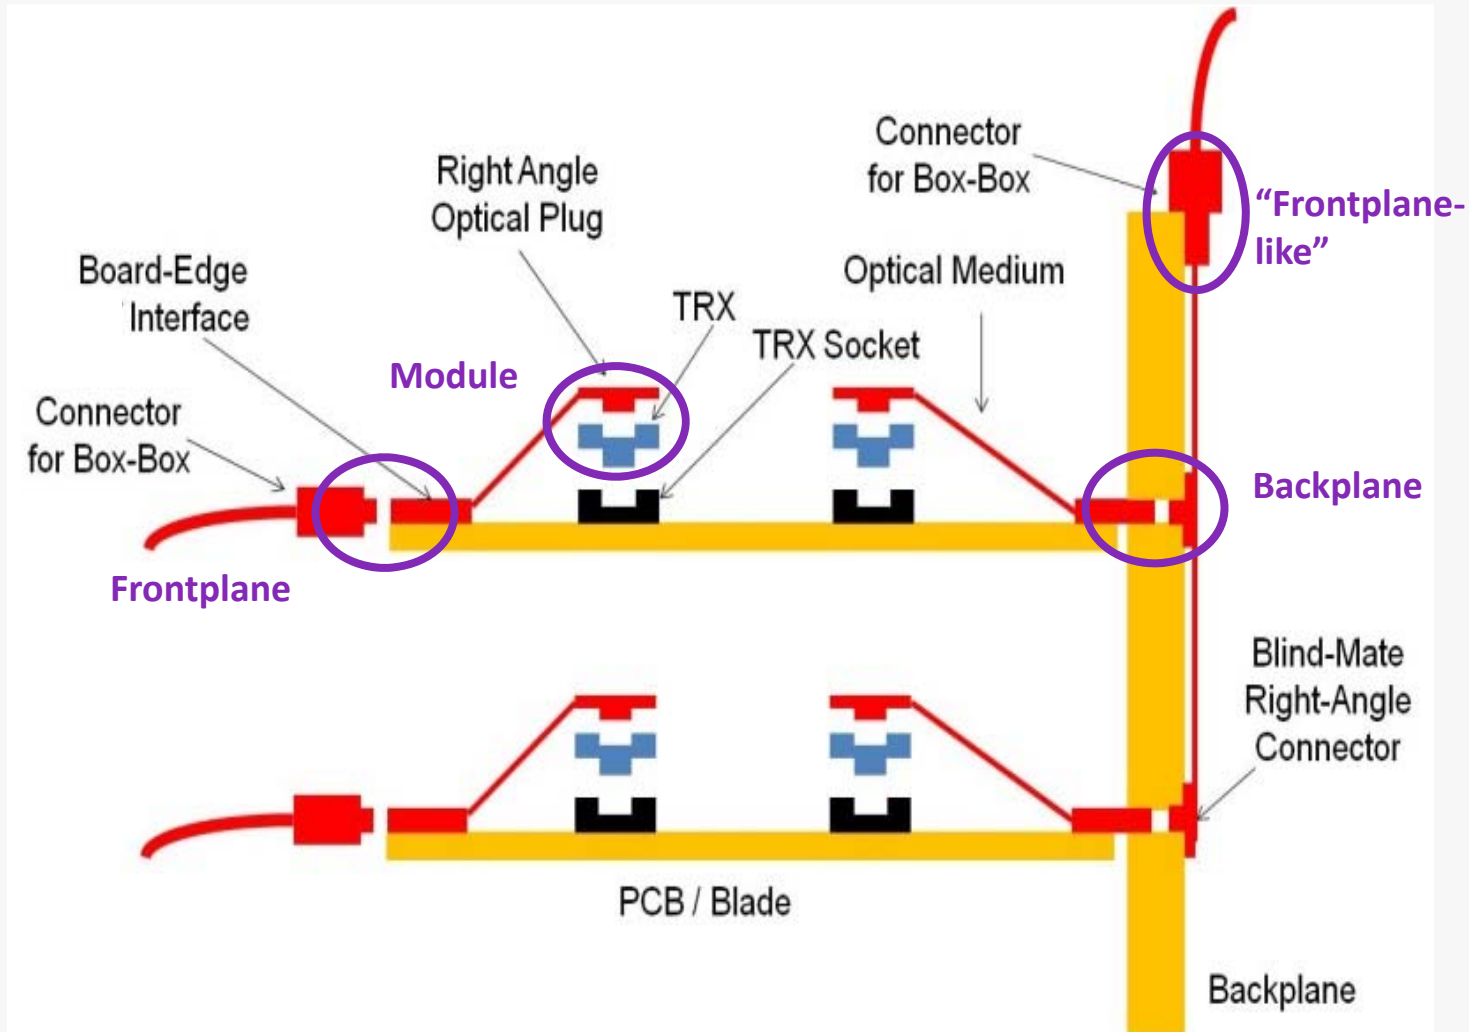 Connector
for Box-Box
"Frontplane-
like"
Right Angle
Optical Plug
Board-Edge
Interface
Optical Medium
TRX
TRX Socket
Module
Connector
for Box-Box
Backplane
Frontplane
Blind-Mate
Right-Angle
Connector
PCB / Blade
Backplane